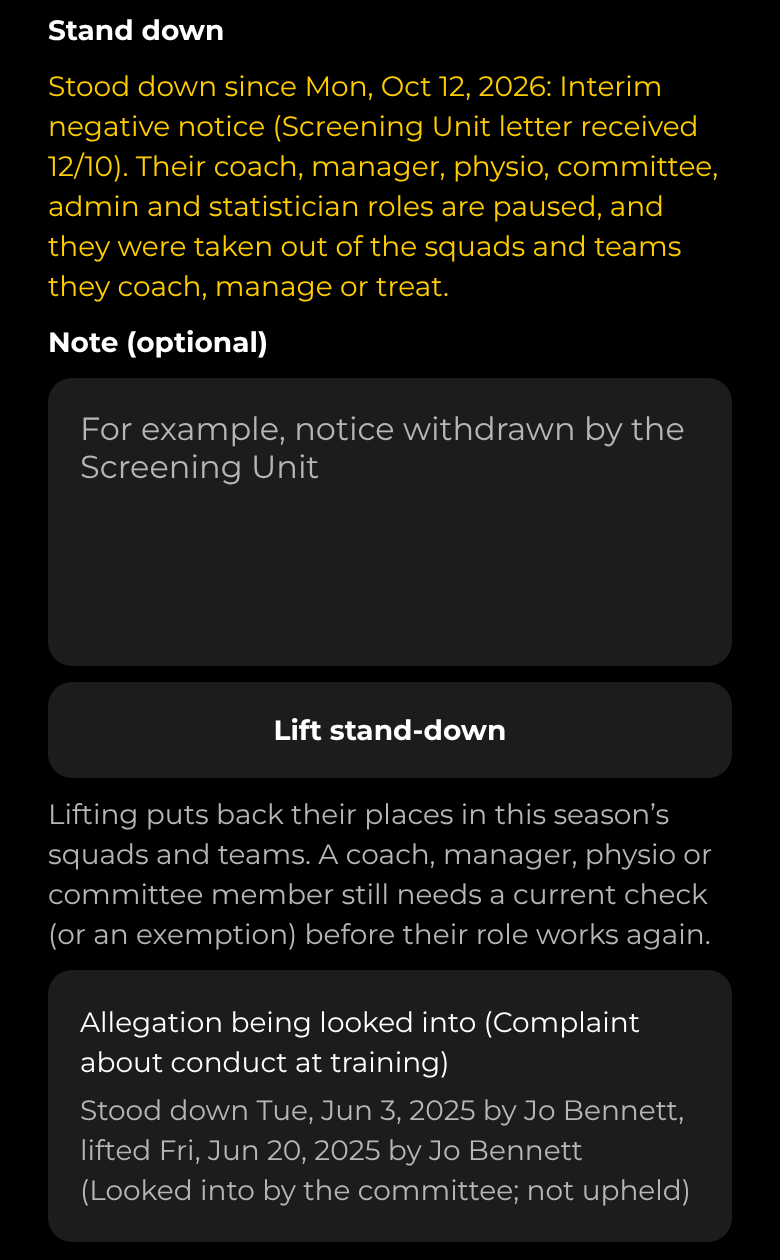 Stand down
Stood down since Mon, Oct 12, 2026: Interim
negative notice (Screening Unit letter received
12/10). Their coach, manager, physio, committee,
admin and statistician roles are paused, and
they were taken out of the squads and teams
they coach, manage or treat.
Note (optional)
For example, notice withdrawn by the
Screening Unit
Lift stand-down
Lifting puts back their places in this season’s
squads and teams. A coach, manager, physio or
committee member still needs a current check
(or an exemption) before their role works again.
Allegation being looked into (Complaint
about conduct at training)
Stood down Tue, Jun 3, 2025 by Jo Bennett,
lifted Fri, Jun 20, 2025 by Jo Bennett
(Looked into by the committee; not upheld)